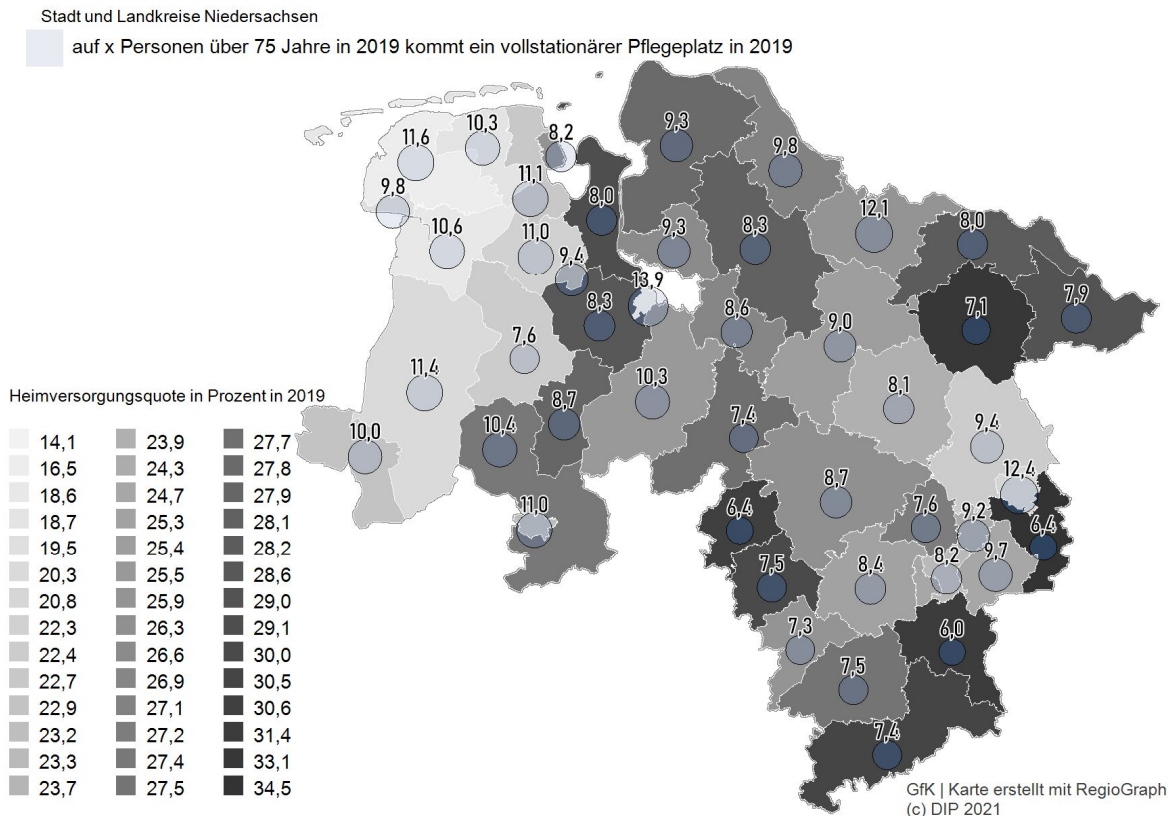 Stadt und Landkreise Niedersachsen
auf x Personen über 75 Jahre in 2019 kommt ein vollstationärer Pflegeplatz in 2019
9,3
10,3
8,2
11,6
9,8
11,1
9,8
8,0
12,1
8,0
10,6
11,0
9,4
9,3
8,3
13,9
7,9
8,3
8,6
7,1
7,6
9,0
11,4
10,3
8,1
8,7
7,4
9,4
10,0
10,4
12,4
8,7
11,0
6,4
7,6
9,2
6,4
7,5
8,4
8,2
9,7
7,3
6,0
7,5
7,4
Heimversorgungsquote in Prozent in 2019
14,1 23,9 27,7
16,5 24,3 27,8
18,6 24,7 27,9
18,7 25,3 28,1
19,5 25,4 28,2
20,3 25,5 28,6
20,8 25,9 29,0
22,3 26,3 29,1
22,4 26,6 30,0
22,7 26,9 30,5
22,9 27,1 30,6
23,2 27,2 31,4
23,3 27,4 33,1
23,7 27,5 34,5
GfK | Karte erstellt mit RegioGraph
(c) DIP 2021